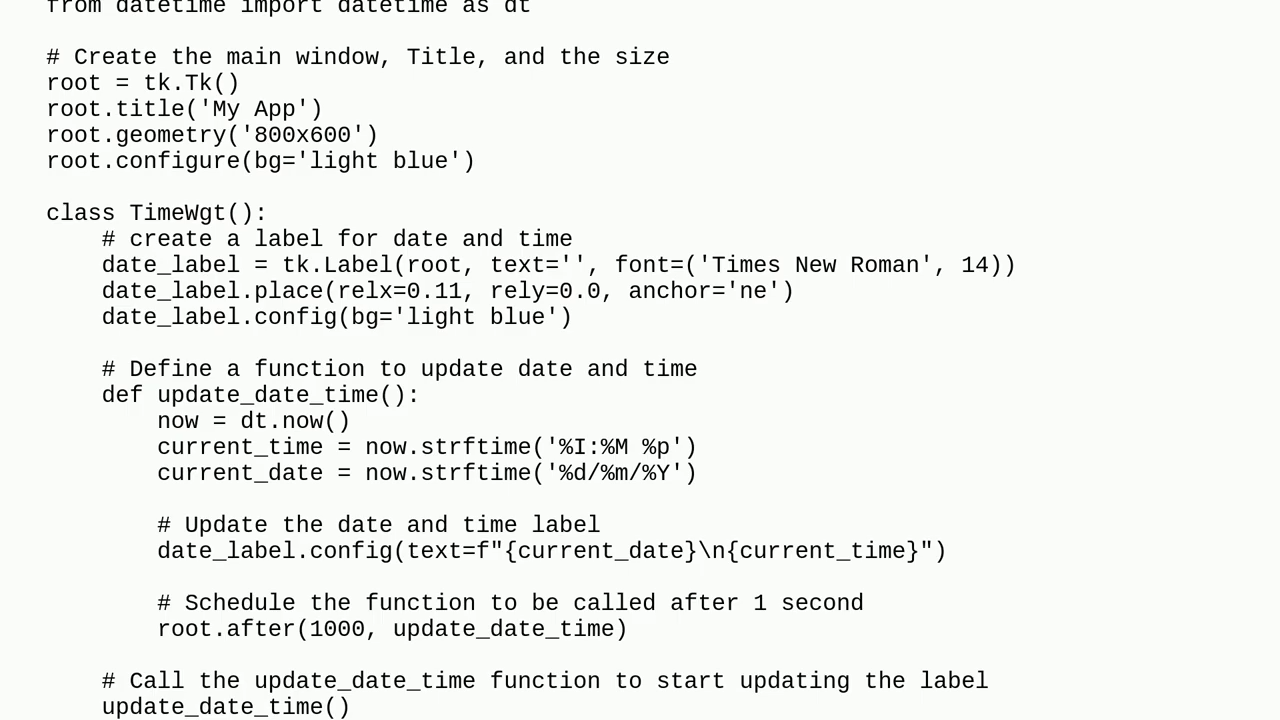 from datetime import datetime as dt
# Create the main window, Title, and the size
root = tk.Tk()
root.title('My App')
root.geometry('800x600')
root.configure(bg='light blue')
class TimeWgt():
    # create a label for date and time
    date_label = tk.Label(root, text='', font=('Times New Roman', 14))
    date_label.place(relx=0.11, rely=0.0, anchor='ne')
    date_label.config(bg='light blue')
    # Define a function to update date and time
    def update_date_time():
        now = dt.now()
        current_time = now.strftime('%I:%M %p')
        current_date = now.strftime('%d/%m/%Y')
        # Update the date and time label
        date_label.config(text=f"{current_date}\n{current_time}")
        # Schedule the function to be called after 1 second
        root.after(1000, update_date_time)
    # Call the update_date_time function to start updating the label
    update_date_time()